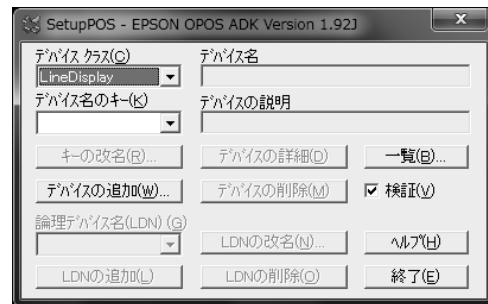 SetupPOS - EPSON OPOS ADK Version 1.92J
デバイス クラス(C)
デバイス名
LineDisplay
デバイス名のキー(K)
デバイスの説明
キーの改名(R)...
デバイスの詳細(D)
一覧(B)...
デバイスの追加(W)...
デバイスの削除(M)
検証(V)
論理デバイス名(LDN) (G)
LDNの改名(N)...
ヘルプ(H)
LDNの追加(L)
LDNの削除(O)
終了(E)